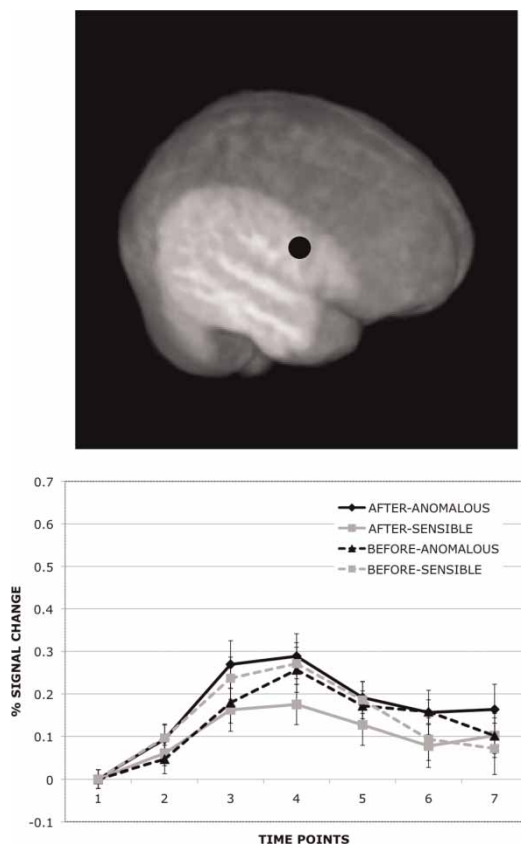 0.7
0.6
0.5
0.4
0.3
0.2
0.1
0
-0.1
% SIGNAL CHANGE
AFTER-ANOMALOUS
AFTER-SENSIBLE
BEFORE-ANOMALOUS
BEFORE-SENSIBLE
1 2 3 4 5 6 7
TIME POINTS